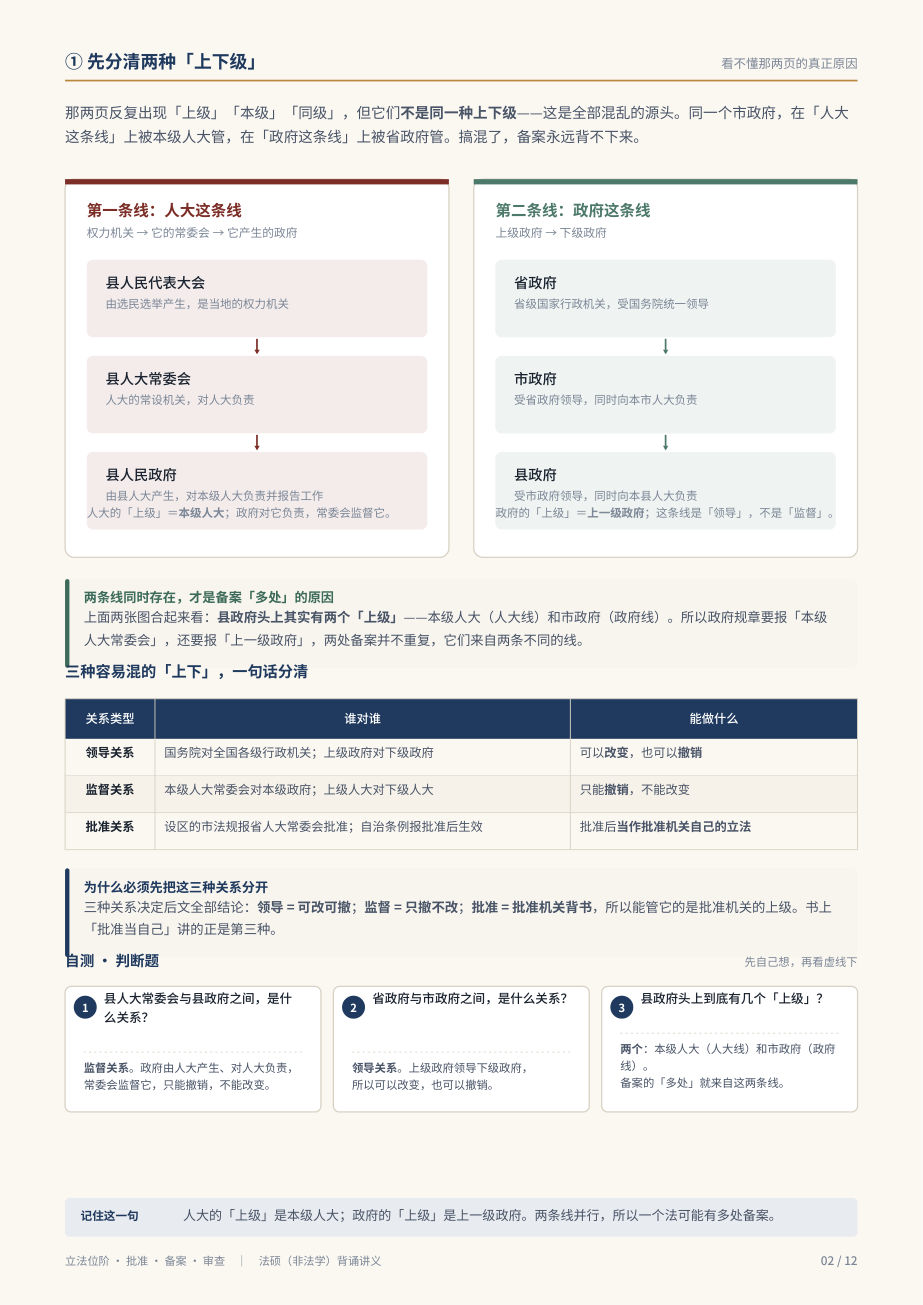 ① 先分清两种「上下级」
看不懂那两页的真正原因
那两页反复出现「上级」「本级」「同级」，但它们不是同一种上下级——这是全部混乱的源头。同一个市政府，在「人大
这条线」上被本级人大管，在「政府这条线」上被省政府管。搞混了，备案永远背不下来。
第一条线：人大这条线
权力机关 → 它的常委会 → 它产生的政府
县人民代表大会
由选民选举产生，是当地的权力机关
县人大常委会
人大的常设机关，对人大负责
县人民政府
由县人大产生，对本级人大负责并报告工作
人大的「上级」＝本级人大；政府对它负责，常委会监督它。
第二条线：政府这条线
上级政府 → 下级政府
省政府
省级国家行政机关，受国务院统一领导
市政府
受省政府领导，同时向本市人大负责
县政府
受市政府领导，同时向本县人大负责
政府的「上级」＝上一级政府；这条线是「领导」，不是「监督」。
两条线同时存在，才是备案「多处」的原因
上面两张图合起来看：县政府头上其实有两个「上级」——本级人大（人大线）和市政府（政府线）。所以政府规章要报「本级
人大常委会」，还要报「上一级政府」，两处备案并不重复，它们来自两条不同的线。
三种容易混的「上下」，一句话分清
关系类型 谁对谁 能做什么
领导关系 国务院对全国各级行政机关；上级政府对下级政府 可以改变，也可以撤销
监督关系 本级人大常委会对本级政府；上级人大对下级人大 只能撤销，不能改变
批准关系 设区的市法规报省人大常委会批准；自治条例报批准后生效 批准后当作批准机关自己的立法
为什么必须先把这三种关系分开
三种关系决定后文全部结论：领导 = 可改可撤；监督 = 只撤不改；批准 = 批准机关背书，所以能管它的是批准机关的上级。书上
「批准当自己」讲的正是第三种。
自测 · 判断题
先自己想，再看虚线下
1 县人大常委会与县政府之间，是什
么关系？
监督关系。政府由人大产生、对人大负责，
常委会监督它，只能撤销，不能改变。
2 省政府与市政府之间，是什么关系？
领导关系。上级政府领导下级政府，
所以可以改变，也可以撤销。
3 县政府头上到底有几个「上级」？
两个：本级人大（人大线）和市政府（政府
线）。
备案的「多处」就来自这两条线。
记住这一句 人大的「上级」是本级人大；政府的「上级」是上一级政府。两条线并行，所以一个法可能有多处备案。
立法位阶 · 批准 · 备案 · 审查 ｜ 法硕（非法学）背诵讲义
02 / 12